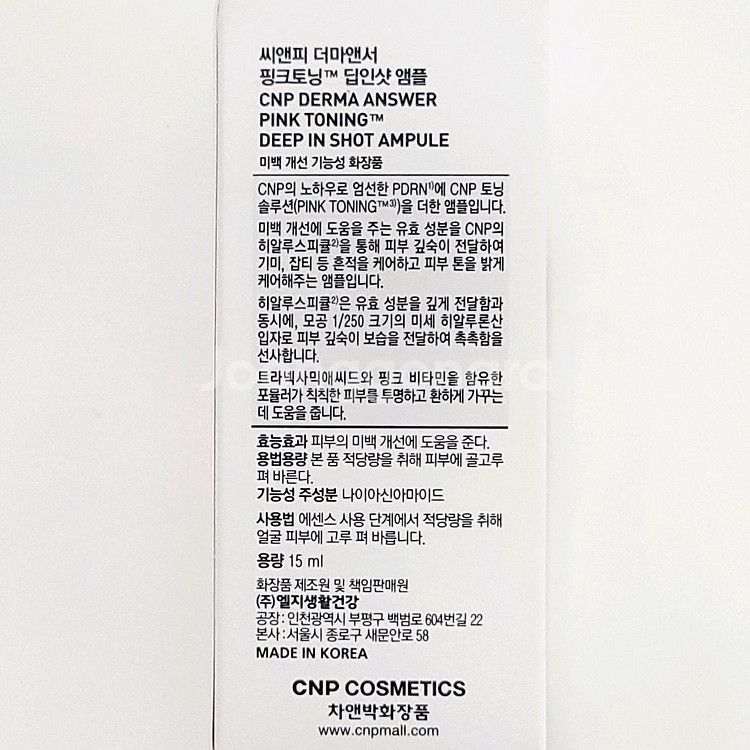 씨앤피 더마앤서
핑크토닝™ 딥인샷 앰플
CNP DERMA ANSWER
PINK TONING™
DEEP IN SHOT AMPULE
미백 개선 기능성 화장품
CNP의 노하우로 엄선한 PDRN¹⁾에 CNP 토닝
솔루션(PINK TONING™³⁾)을 더한 앰플입니다.
미백 개선에 도움을 주는 유효 성분을 CNP의
히알루스피큘²⁾을 통해 피부 깊숙이 전달하여
기미, 잡티 등 흔적을 케어하고 피부 톤을 밝게
케어해주는 앰플입니다.
히알루스피큘²⁾은 유효 성분을 깊게 전달함과
동시에, 모공 1/250 크기의 미세 히알루론산
입자로 피부 깊숙이 보습을 전달하여 촉촉함을
선사합니다.
트라넥사믹애씨드와 핑크 비타민을 함유한
포뮬러가 칙칙한 피부를 투명하고 환하게 가꾸는
데 도움을 줍니다.
효능효과 피부의 미백 개선에 도움을 준다.
용법용량 본 품 적당량을 취해 피부에 골고루
펴 바른다.
기능성 주성분 나이아신아마이드
사용법 에센스 사용 단계에서 적당량을 취해
얼굴 피부에 고루 펴 바릅니다.
용량 15 ml
화장품 제조원 및 책임판매원
(주)엘지생활건강
공장 : 인천광역시 부평구 백범로 604번길 22
본사 : 서울시 종로구 새문안로 58
MADE IN KOREA
CNP COSMETICS
차앤박화장품
www.cnpmall.com